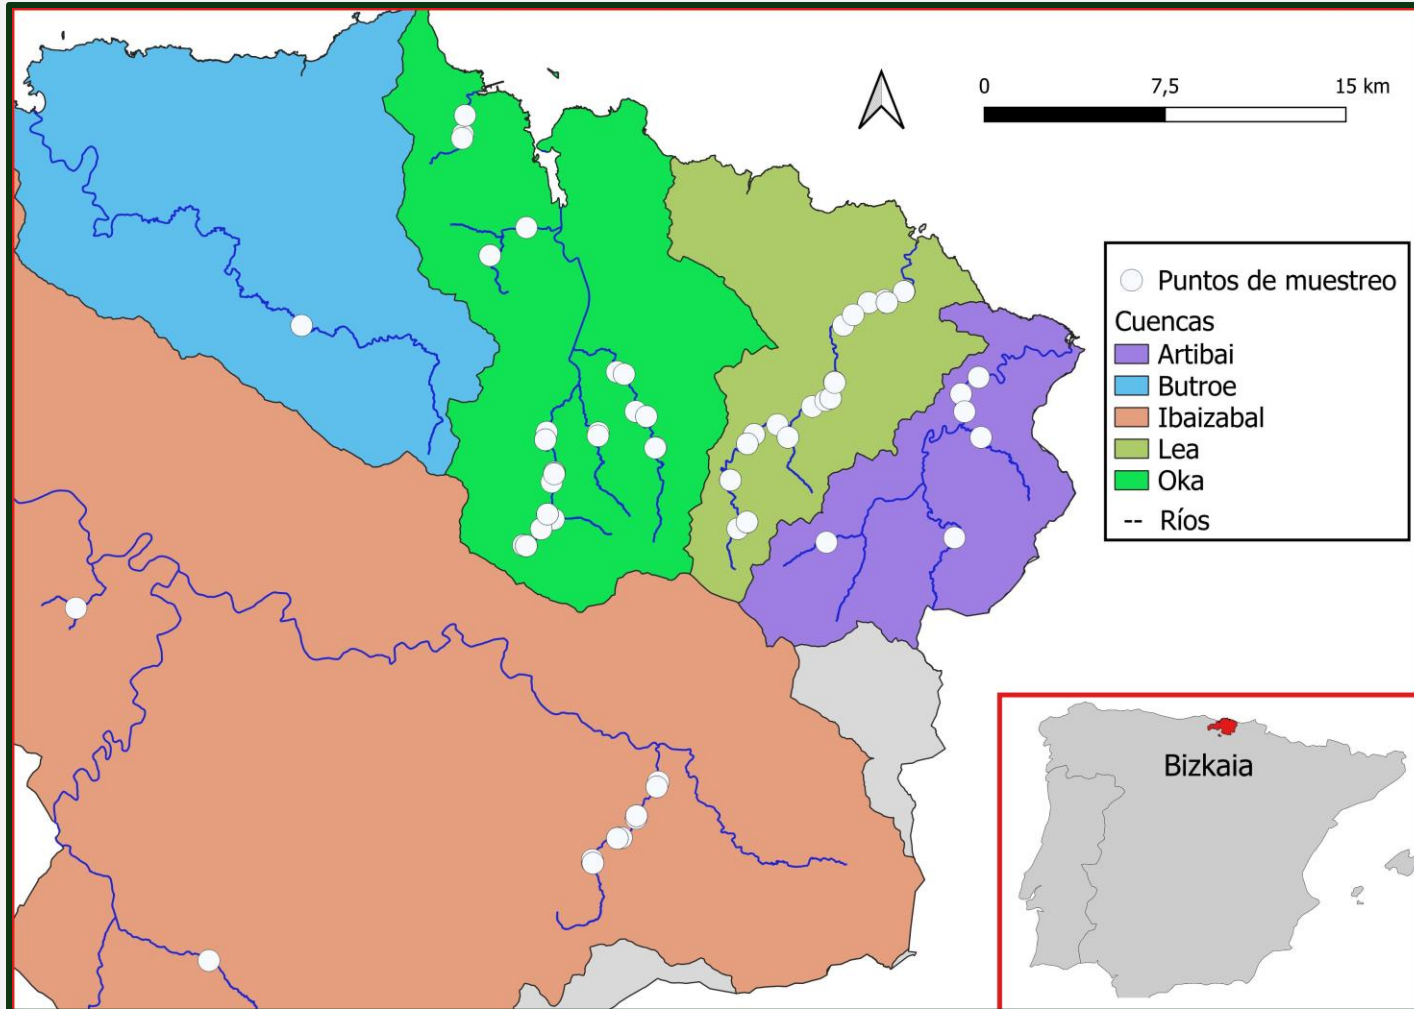 0 7,5 15 km
Puntos de muestreo
Cuencas
Artibai
Butroe
Ibaizabal
Lea
Oka
-- Ríos
Bizkaia